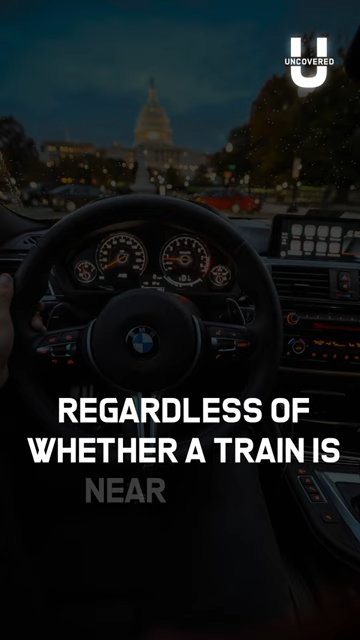 UNCOVERED
REGARDLESS OF
WHETHER A TRAIN IS
NEAR